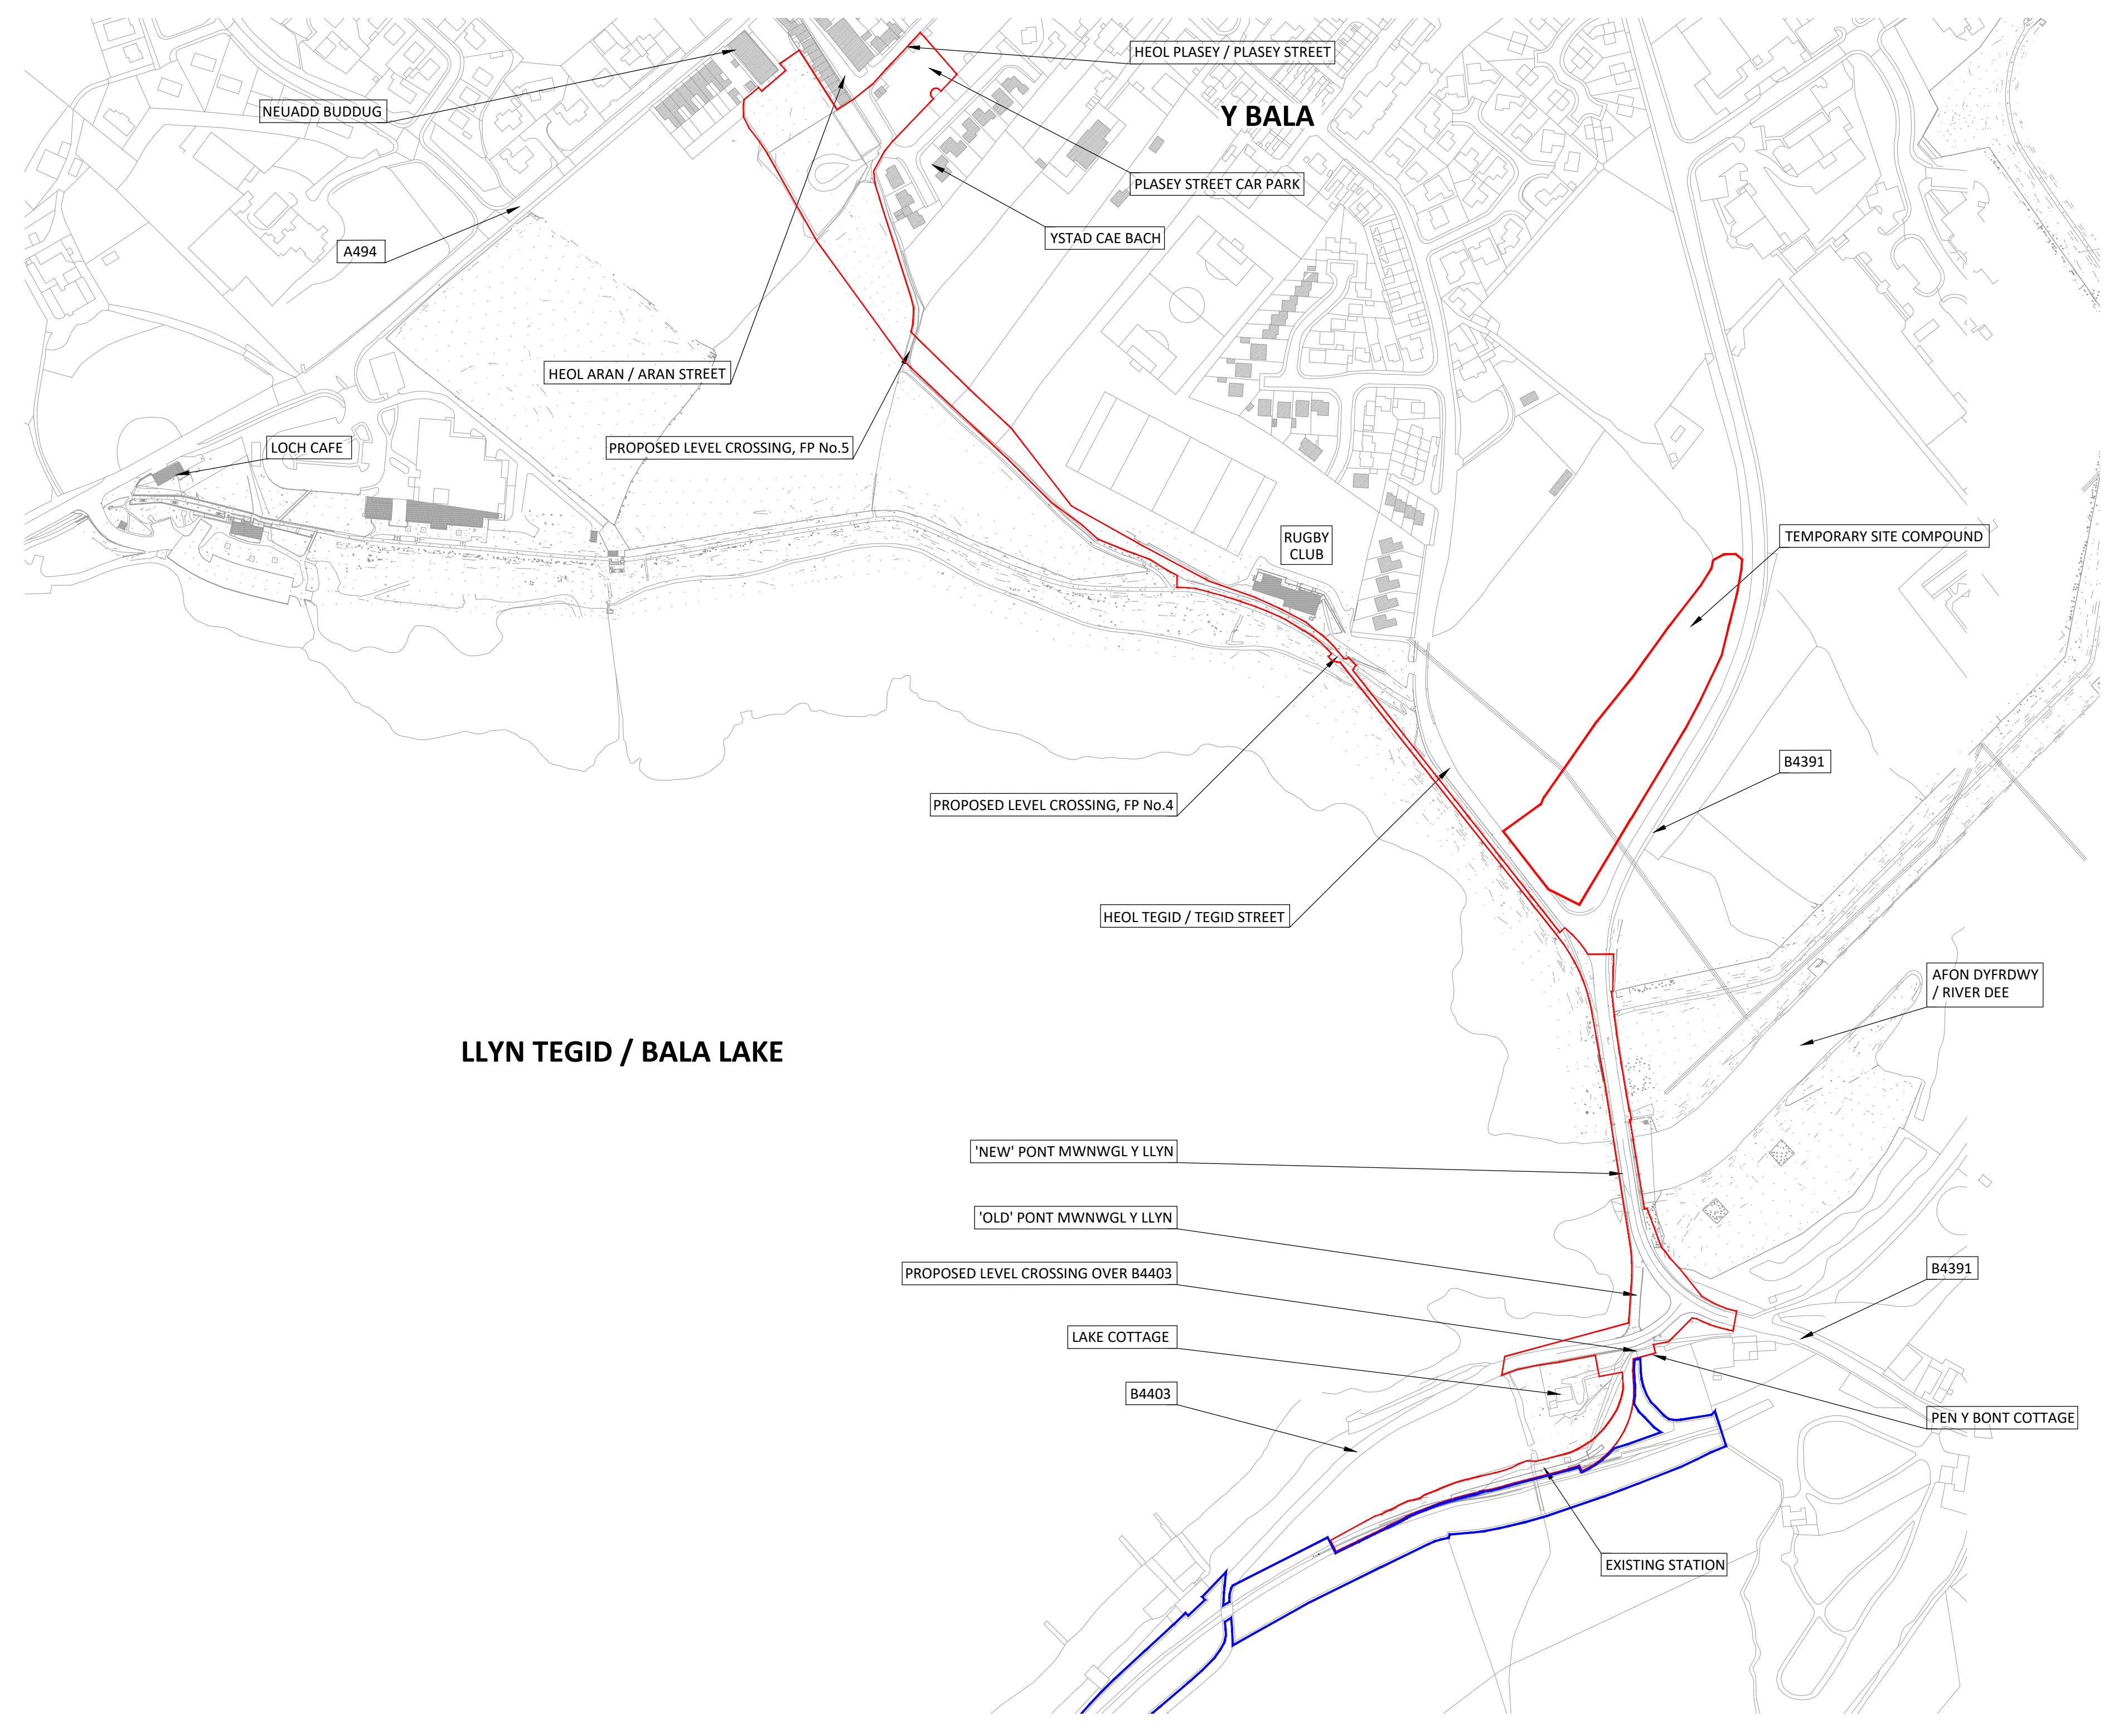 HEOL PLASEY / PLASEY STREET
NEUADD BUDDUG
Y BALA
PLASEY STREET CAR PARK
A494
YSTAD CAE BACH
HEOL ARAN / ARAN STREET
LOCH CAFE
PROPOSED LEVEL CROSSING, FP No.5
RUGBY
CLUB
TEMPORARY SITE COMPOUND
B4391
PROPOSED LEVEL CROSSING, FP No.4
HEOL TEGID / TEGID STREET
AFON DYFRDWY
/ RIVER DEE
LLYN TEGID / BALA LAKE
'NEW' PONT MWNWGL Y LLYN
'OLD' PONT MWNWGL Y LLYN
PROPOSED LEVEL CROSSING OVER B4403
B4391
LAKE COTTAGE
B4403
PEN Y BONT COTTAGE
EXISTING STATION